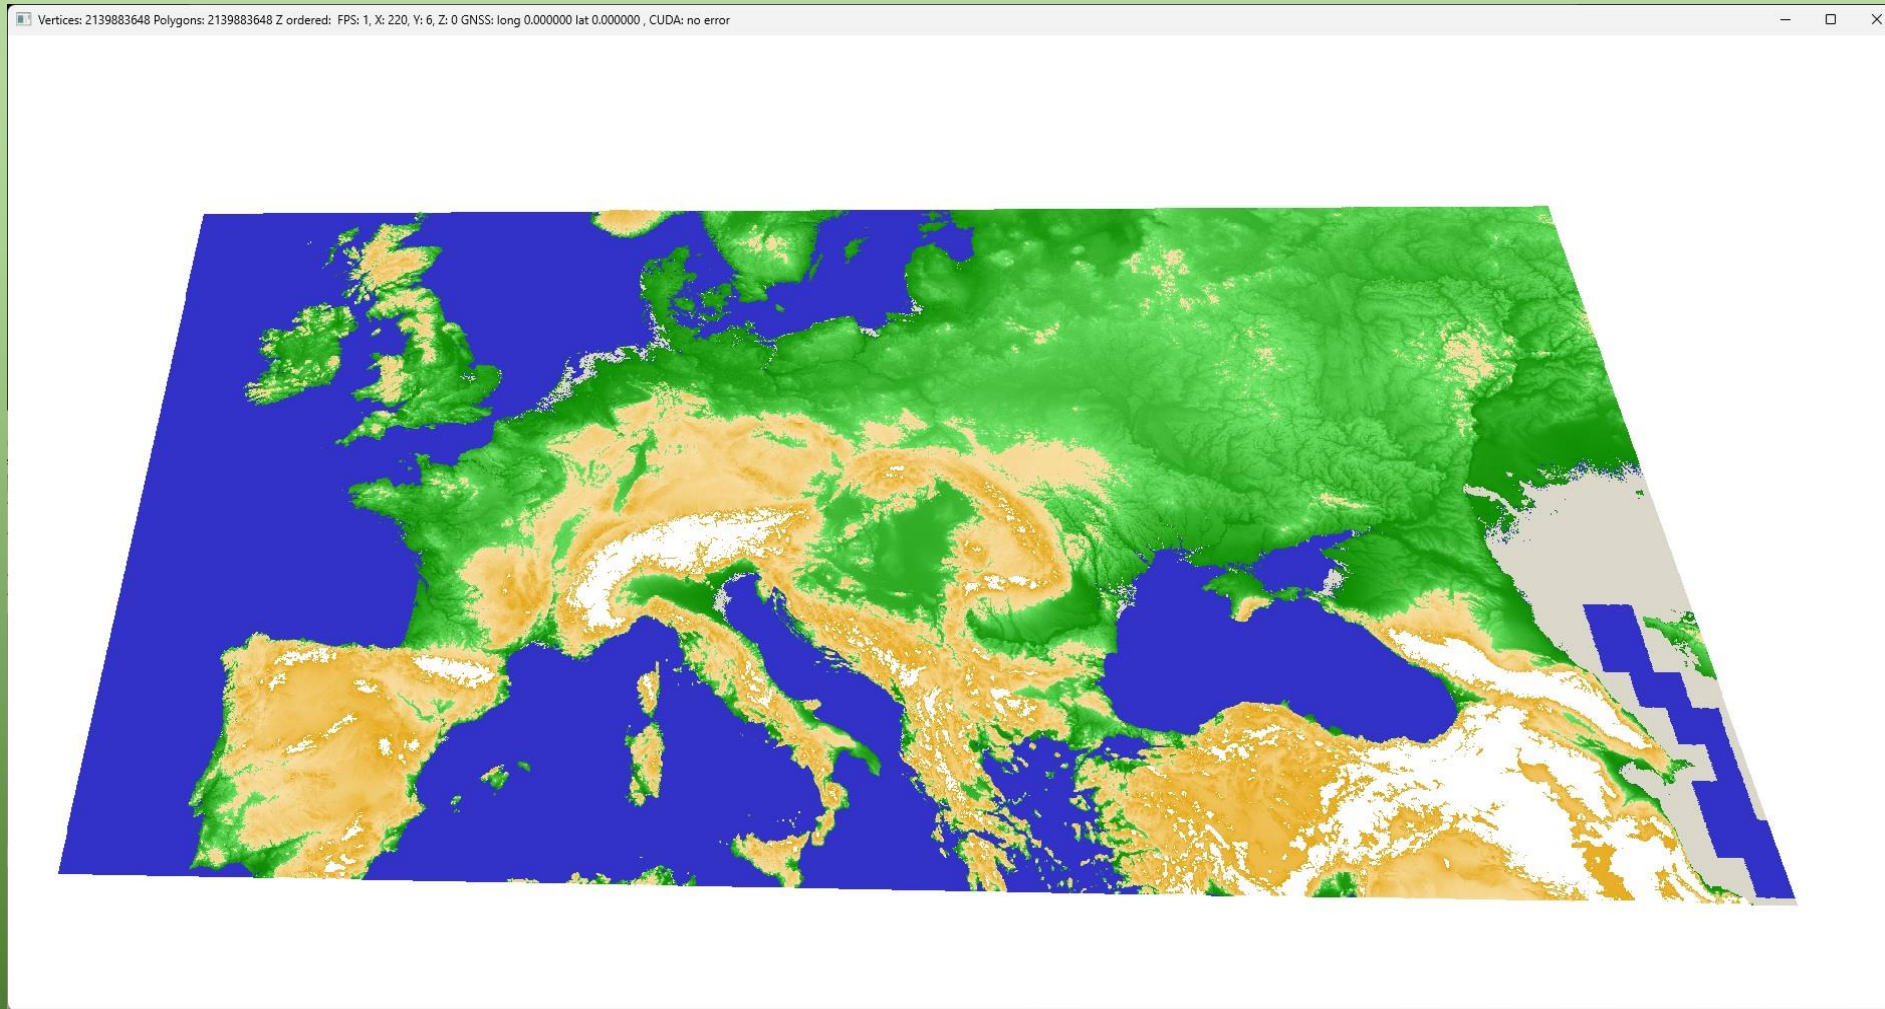 Vertices: 2139883648 Polygons: 2139883648 Z ordered:  FPS: 1, X: 220, Y: 6, Z: 0 GNSS: long 0.000000 lat 0.000000 , CUDA: no error